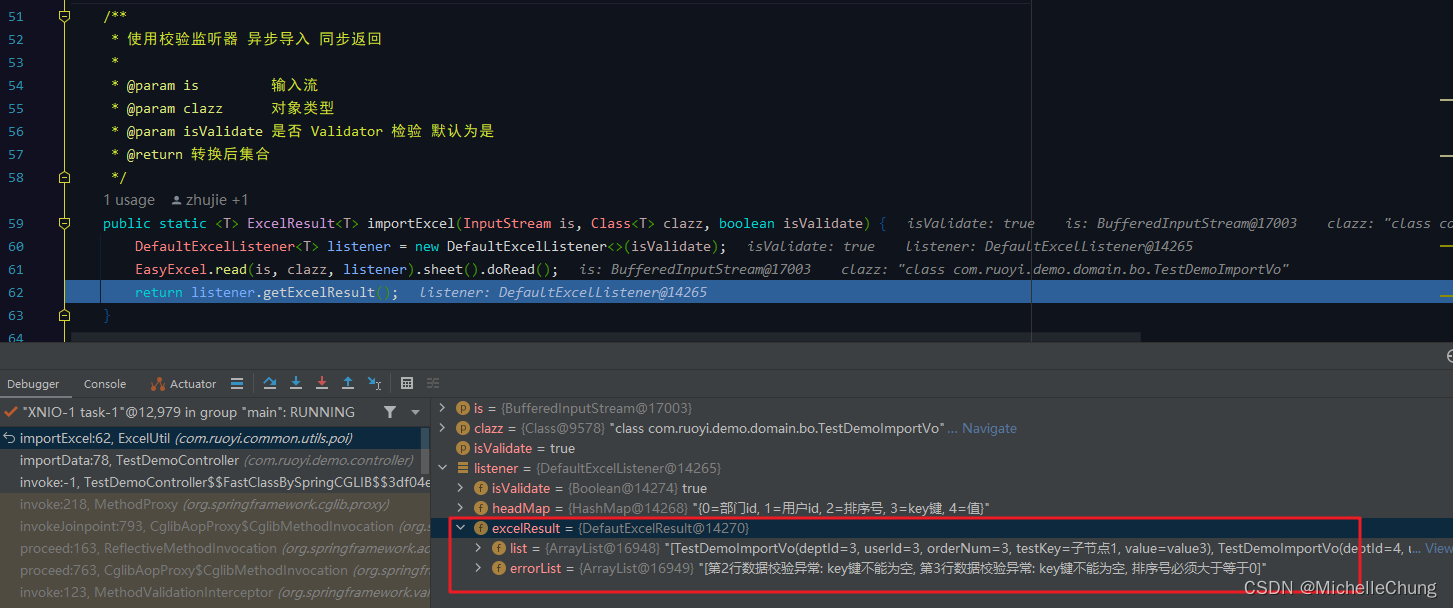 51 /**
52 * 使用校验监听器 异步导入 同步返回
53 *
54 * @param is 输入流
55 * @param clazz 对象类型
56 * @param isValidate 是否 Validator 检验 默认为是
57 * @return 转换后集合
58 */
1 usage zhujie +1
59 public static <T> ExcelResult<T> importExcel(InputStream is, Class<T> clazz, boolean isValidate) { isValidate: true is: BufferedInputStream@17003 clazz: "class co
60 DefaultExcelListener<T> listener = new DefaultExcelListener<>(isValidate); isValidate: true listener: DefaultExcelListener@14265
61 EasyExcel.read(is, clazz, listener).sheet().doRead(); is: BufferedInputStream@17003 clazz: "class com.ruoyi.demo.domain.bo.TestDemoImportVo"
62 return listener.getExcelResult(); listener: DefaultExcelListener@14265
63 }
64
Debugger Console Actuator
"XNIO-1 task-1"@12,979 in group "main": RUNNING
importExcel:62, ExcelUtil (com.ruoyi.common.utils.poi)
importData:78, TestDemoController (com.ruoyi.demo.controller)
invoke:-1, TestDemoController$$FastClassBySpringCGLIB$$3df04e
invoke:218, MethodProxy (org.springframework.cglib.proxy)
invokeJoinpoint:793, CglibAopProxy$CglibMethodInvocation (org.s
proceed:163, ReflectiveMethodInvocation (org.springframework.ao
proceed:763, CglibAopProxy$CglibMethodInvocation (org.springfr
invoke:123, MethodValidationInterceptor (org.springframework.va
is = {BufferedInputStream@17003}
clazz = {Class@9578} "class com.ruoyi.demo.domain.bo.TestDemoImportVo"... Navigate
isValidate = true
listener = {DefaultExcelListener@14265}
isValidate = {Boolean@14274} true
headMap = {HashMap@14268} "{0=部门id, 1=用户id, 2=排序号, 3=key键, 4=值}"
excelResult = {DefautExcelResult@14270}
list = {ArrayList@16948} "[TestDemoImportVo(deptId=3, userId=3, orderNum=3, testKey=子节点1, value=value3), TestDemoImportVo(deptId=4, u... View
errorList = {ArrayList@16949} "[第2行数据校验异常: key键不能为空, 第3行数据校验异常: key键不能为空, 排序号必须大于等于0]"
CSDN @MichelleChung